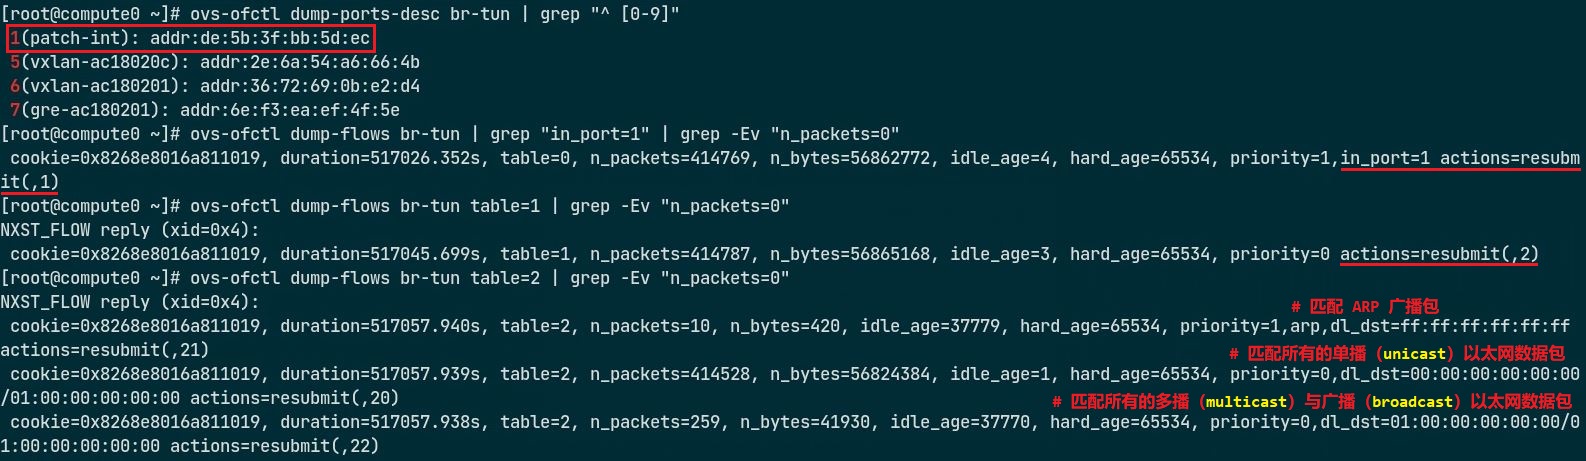 [root@compute0 ~]# ovs-ofctl dump-ports-desc br-tun | grep "^ [0-9]"
 1(patch-int): addr:de:5b:3f:bb:5d:ec
 5(vxlan-ac18020c): addr:2e:6a:54:a6:66:4b
 6(vxlan-ac180201): addr:36:72:69:0b:e2:d4
 7(gre-ac180201): addr:6e:f3:ea:ef:4f:5e
[root@compute0 ~]# ovs-ofctl dump-flows br-tun | grep "in_port=1" | grep -Ev "n_packets=0"
 cookie=0x8268e8016a811019, duration=517026.352s, table=0, n_packets=414769, n_bytes=56862772, idle_age=4, hard_age=65534, priority=1,in_port=1 actions=resubm
it(,1)
[root@compute0 ~]# ovs-ofctl dump-flows br-tun table=1 | grep -Ev "n_packets=0"
NXST_FLOW reply (xid=0x4):
 cookie=0x8268e8016a811019, duration=517045.699s, table=1, n_packets=414787, n_bytes=56865168, idle_age=3, hard_age=65534, priority=0 actions=resubmit(,2)
[root@compute0 ~]# ovs-ofctl dump-flows br-tun table=2 | grep -Ev "n_packets=0"
NXST_FLOW reply (xid=0x4):
# 匹配 ARP 广播包
 cookie=0x8268e8016a811019, duration=517057.940s, table=2, n_packets=10, n_bytes=420, idle_age=37779, hard_age=65534, priority=1,arp,dl_dst=ff:ff:ff:ff:ff:ff
actions=resubmit(,21)
# 匹配所有的单播（unicast）以太网数据包
 cookie=0x8268e8016a811019, duration=517057.939s, table=2, n_packets=414528, n_bytes=56824384, idle_age=1, hard_age=65534, priority=0,dl_dst=00:00:00:00:00:00
/01:00:00:00:00:00 actions=resubmit(,20)
# 匹配所有的多播（multicast）与广播（broadcast）以太网数据包
 cookie=0x8268e8016a811019, duration=517057.938s, table=2, n_packets=259, n_bytes=41930, idle_age=37770, hard_age=65534, priority=0,dl_dst=01:00:00:00:00:00/0
1:00:00:00:00:00 actions=resubmit(,22)